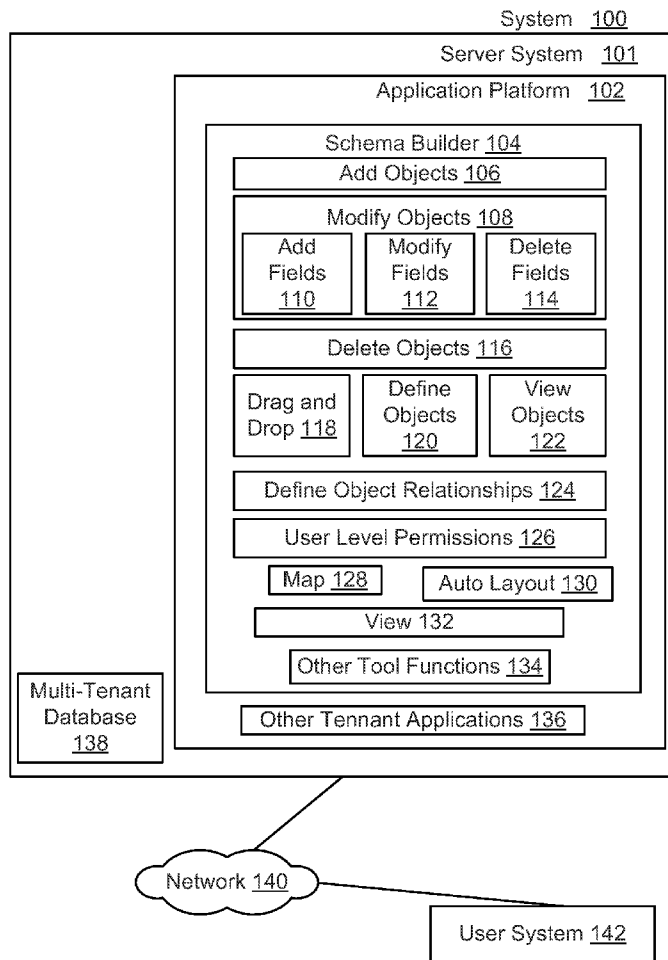 System 100
Server System 101
Application Platform 102
Schema Builder 104
Add Objects 106
Modify Objects 108
Add
Fields
110
Modify
Fields
112
Delete
Fields
114
Delete Objects 116
Drag and
Drop 118
Define
Objects
120
View
Objects
122
Define Object Relationships 124
User Level Permissions 126
Map 128
Auto Layout 130
View 132
Other Tool Functions 134
Multi-Tenant
Database
138
Other Tennant Applications 136
Network 140
User System 142